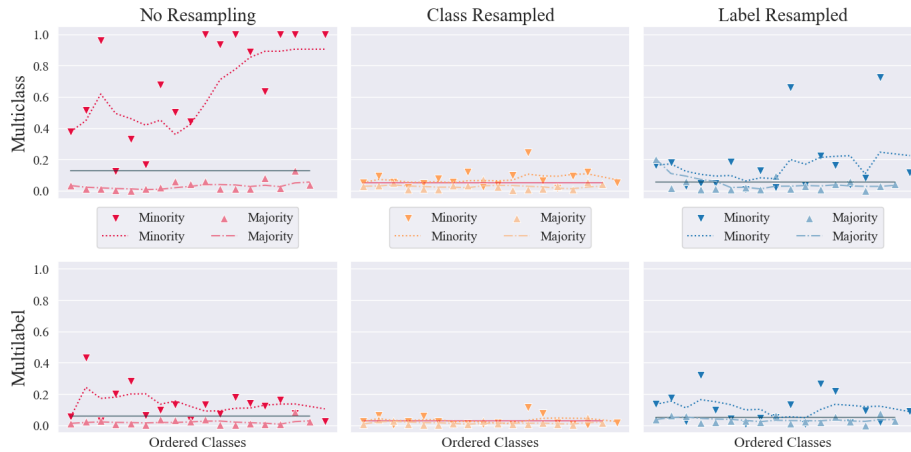 No Resampling Class Resampled Label Resampled
Multiclass
1.0
0.8
0.6
0.4
0.2
0.0
Minority Majority Minority Majority Minority Majority
Minority Majority Minority Majority Minority Majority
Multilabel
1.0
0.8
0.6
0.4
0.2
0.0
Ordered Classes Ordered Classes Ordered Classes